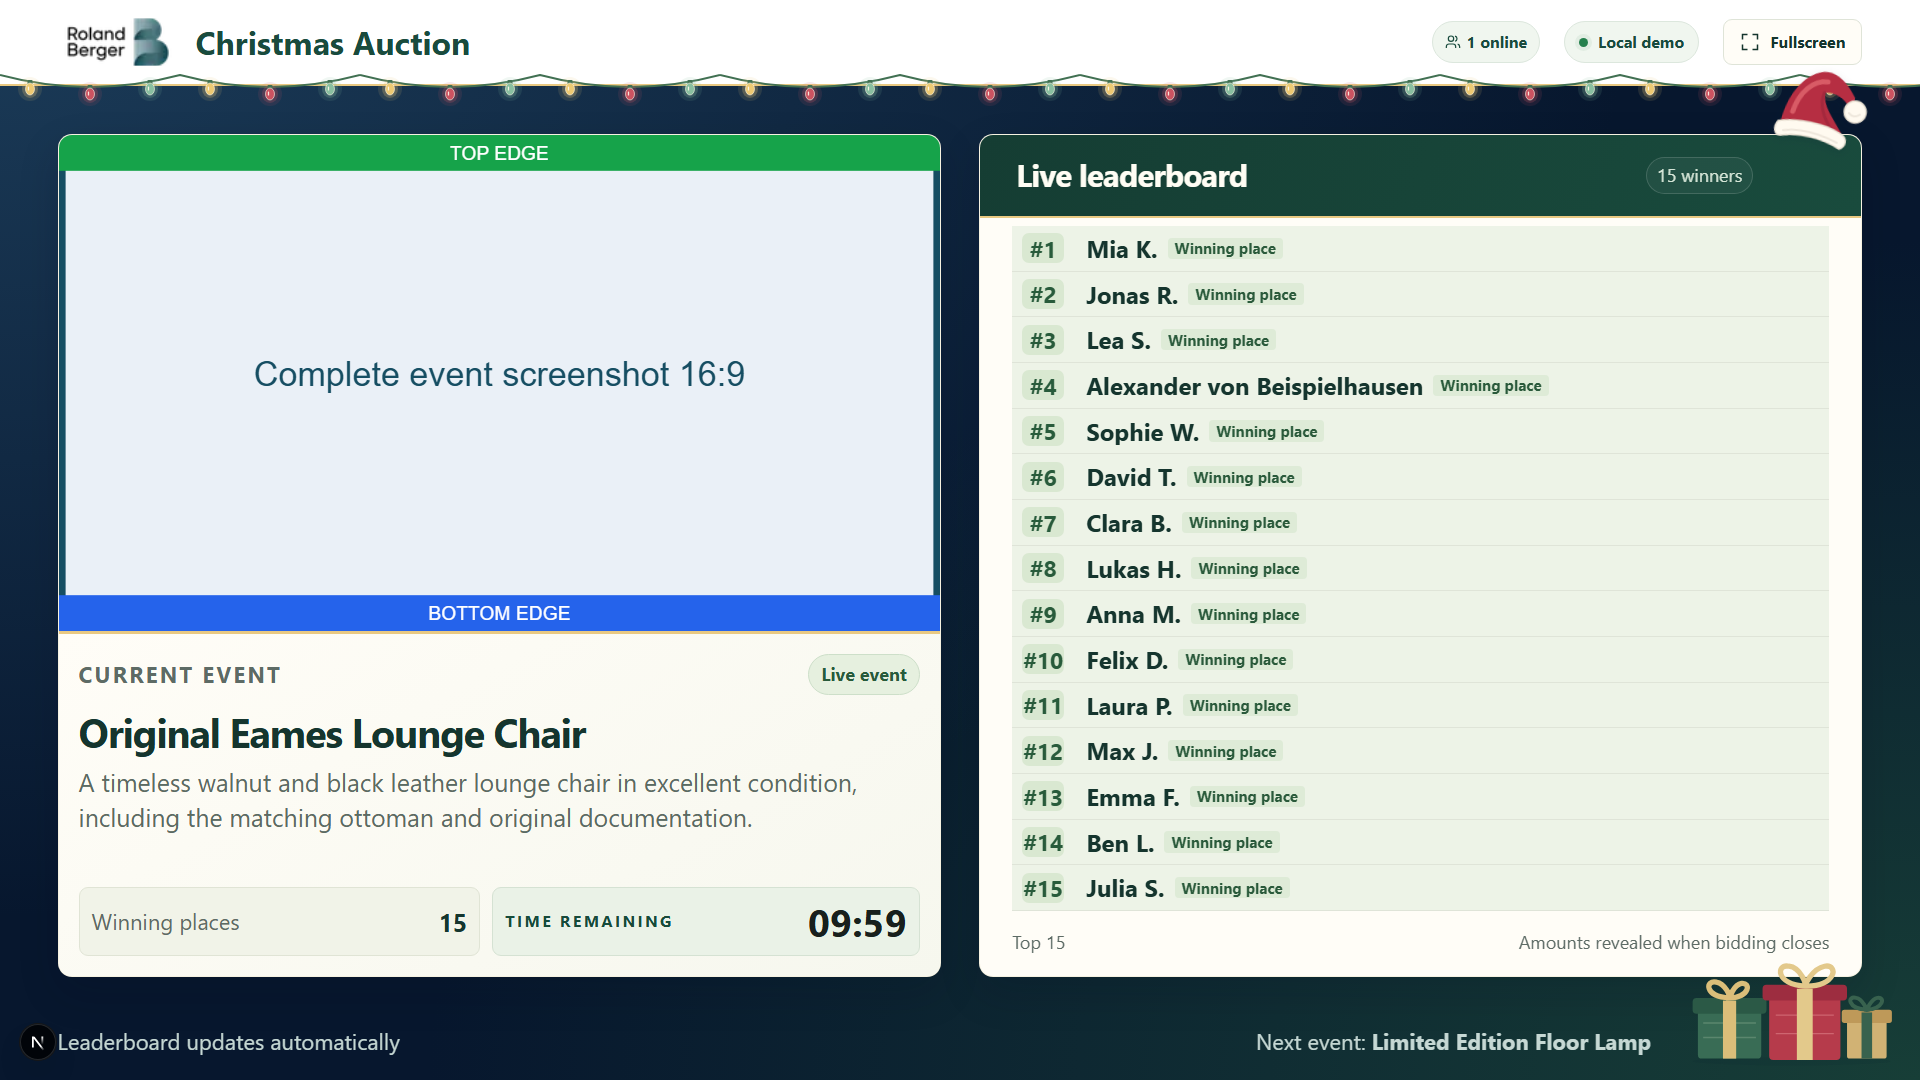 Roland
Berger
Christmas Auction
1 online
Local demo
Fullscreen
TOP EDGE
Complete event screenshot 16:9
BOTTOM EDGE
CURRENT EVENT
Live event
Original Eames Lounge Chair
A timeless walnut and black leather lounge chair in excellent condition,
including the matching ottoman and original documentation.
Winning places 15
TIME REMAINING 09:59
Live leaderboard
15 winners
#1 Mia K. Winning place
#2 Jonas R. Winning place
#3 Lea S. Winning place
#4 Alexander von Beispielhausen Winning place
#5 Sophie W. Winning place
#6 David T. Winning place
#7 Clara B. Winning place
#8 Lukas H. Winning place
#9 Anna M. Winning place
#10 Felix D. Winning place
#11 Laura P. Winning place
#12 Max J. Winning place
#13 Emma F. Winning place
#14 Ben L. Winning place
#15 Julia S. Winning place
Top 15
Amounts revealed when bidding closes
N
Leaderboard updates automatically
Next event: Limited Edition Floor Lamp